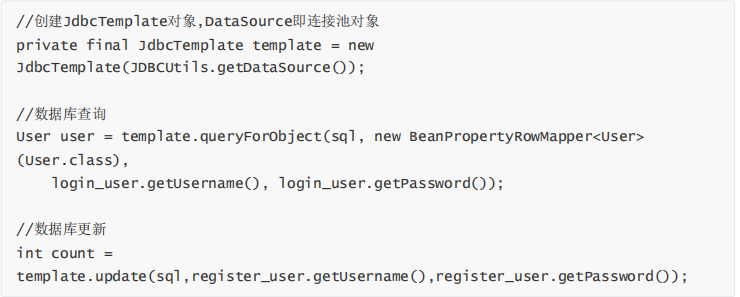 //创建JdbcTemplate对象,DataSource即连接池对象
private final JdbcTemplate template = new
JdbcTemplate(JDBCUtils.getDataSource());
//数据库查询
User user = template.queryForObject(sql, new BeanPropertyRowMapper<User>
(User.class),
login_user.getUsername(), login_user.getPassword());
//数据库更新
int count =
template.update(sql,register_user.getUsername(),register_user.getPassword());